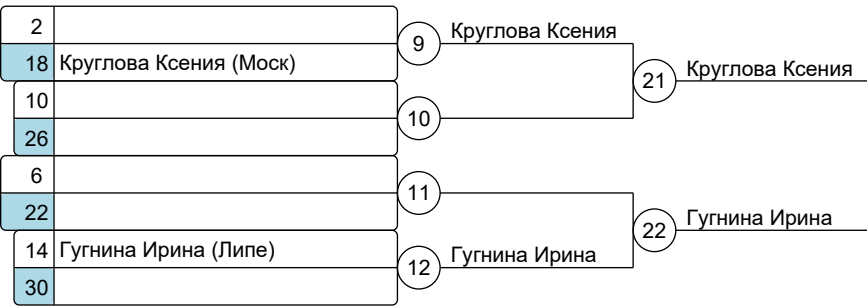 2
9 Круглова Ксения
18 Круглова Ксения (Моск)
21 Круглова Ксения
10
10
26
6
11
22
22 Гугнина Ирина
14 Гугнина Ирина (Липе)
12 Гугнина Ирина
30